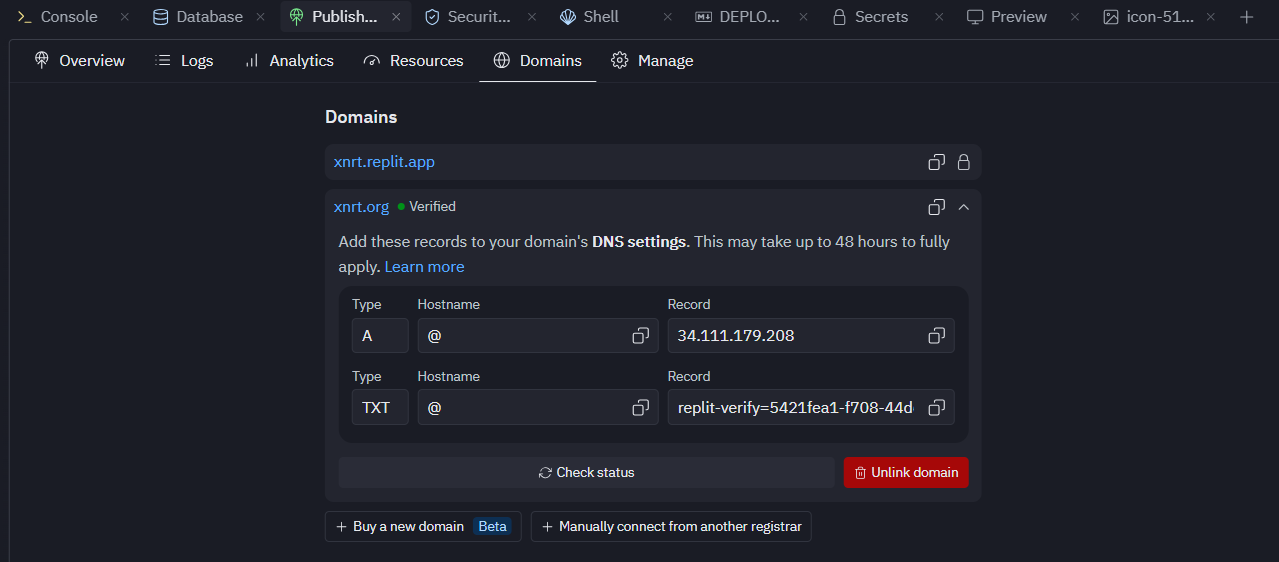 Console Database Publish... Securit... Shell DEPLO... Secrets Preview icon-51...
Overview Logs Analytics Resources Domains Manage
Domains
xnrt.replit.app
xnrt.org Verified
Add these records to your domain's DNS settings. This may take up to 48 hours to fully
apply. Learn more
Type Hostname Record
A @ 34.111.179.208
Type Hostname Record
TXT @ replit-verify=5421fea1-f708-44d
Check status Unlink domain
Buy a new domain Beta Manually connect from another registrar